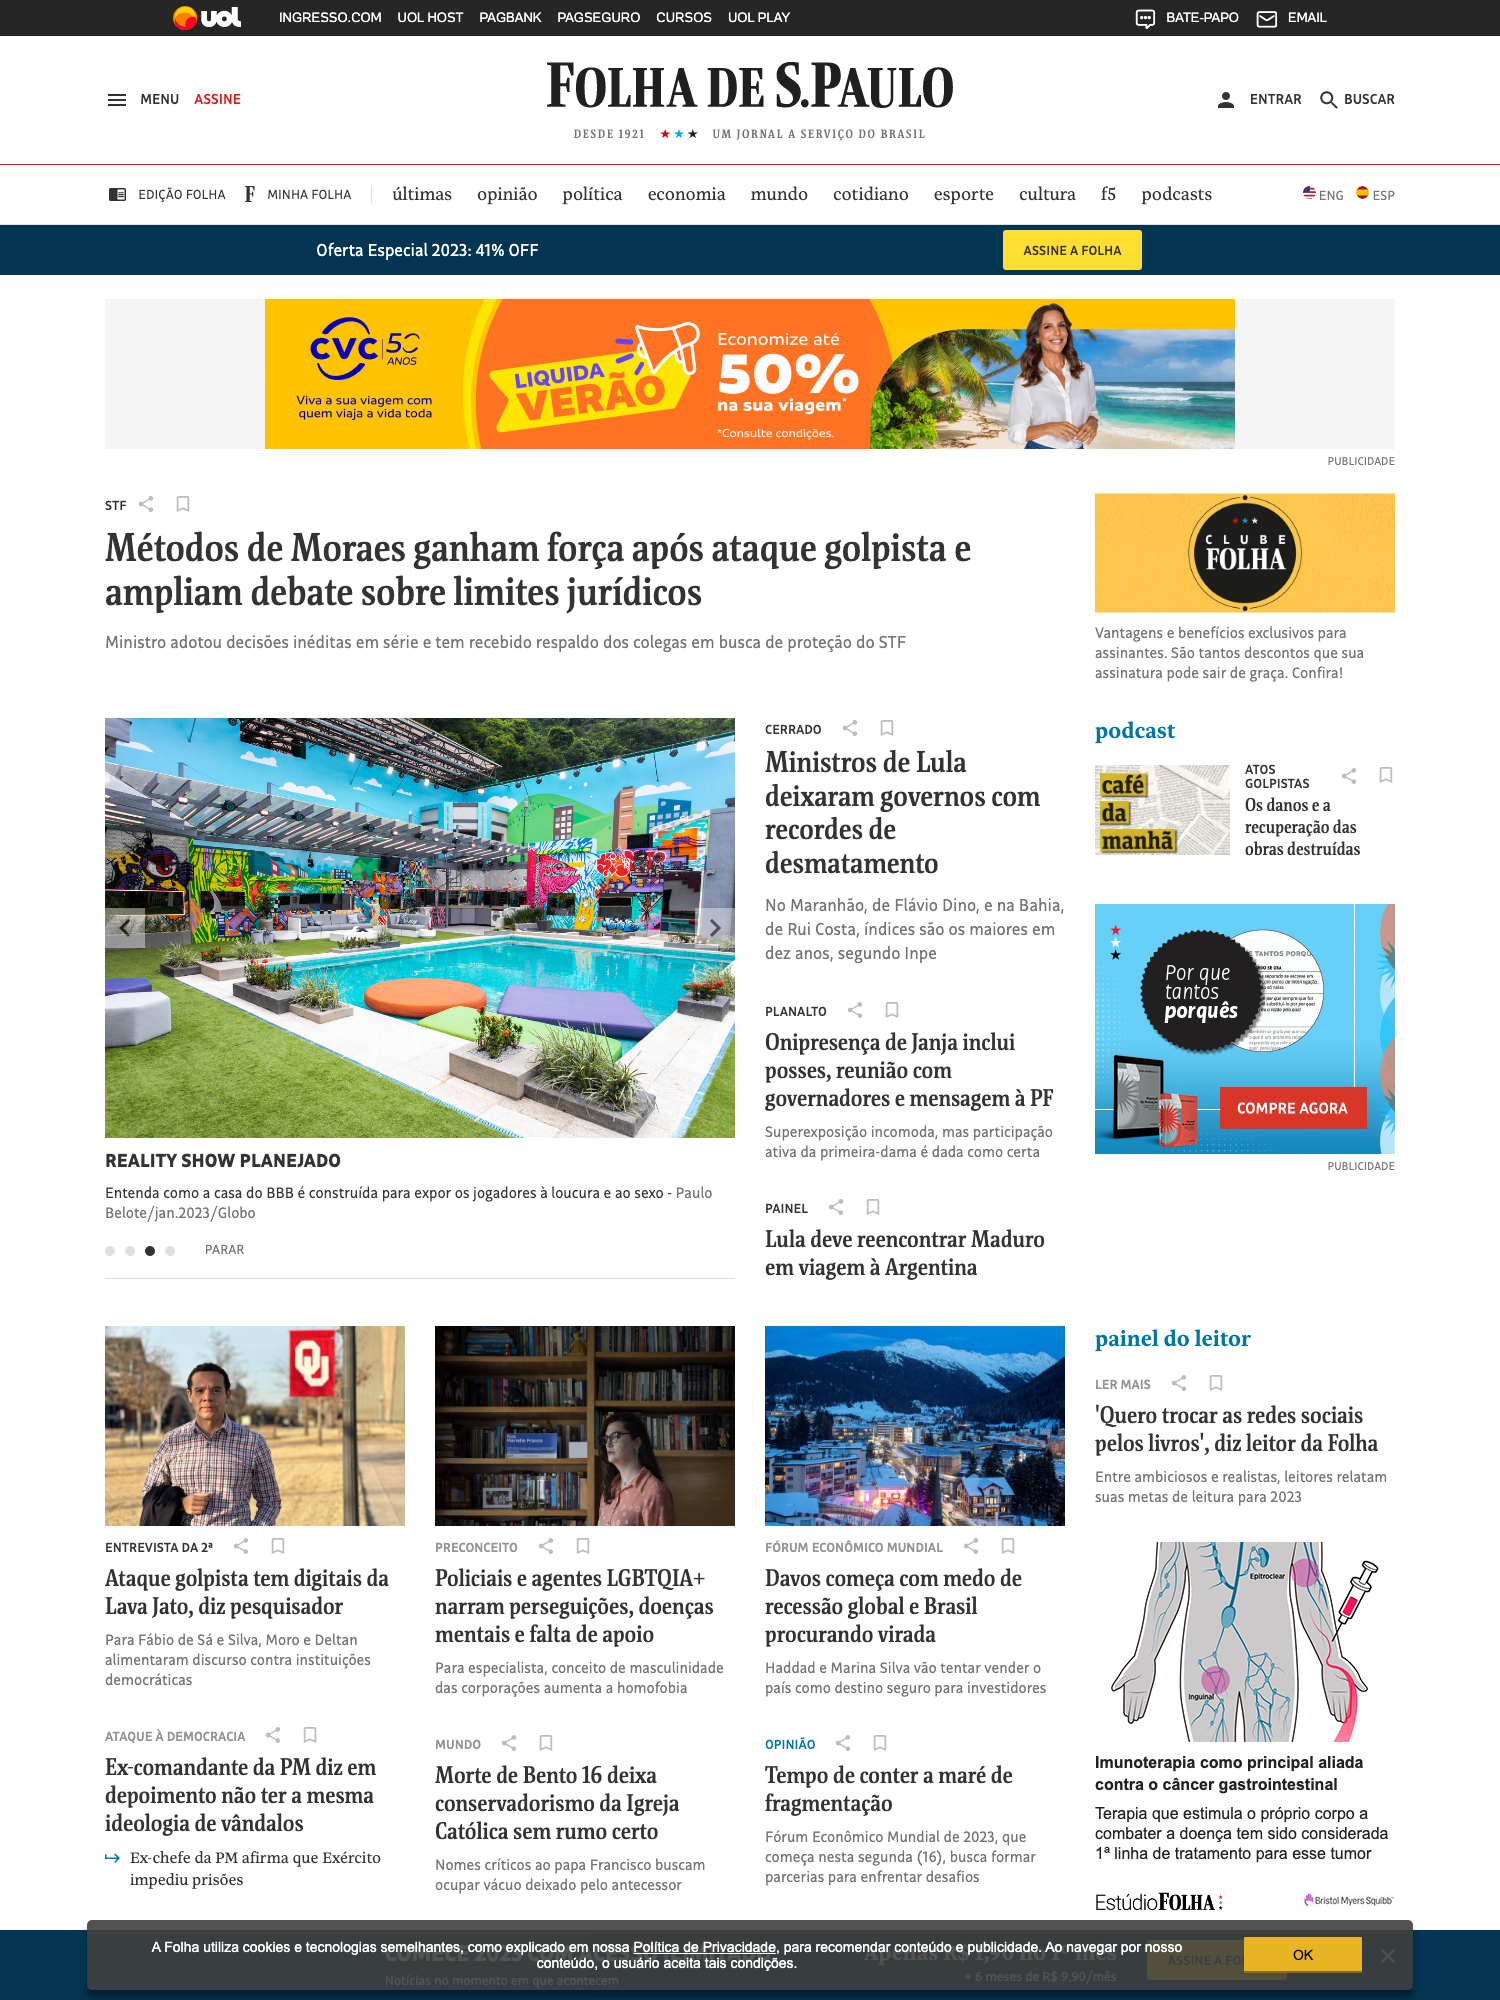 uol
INGRESSO.COM UOL HOST PAGBANK PAGSEGURO CURSOS UOL PLAY
BATE-PAPO EMAIL
MENU ASSINE
FOLHA DE S.PAULO
DESDE 1921 ★★★ UM JORNAL A SERVIÇO DO BRASIL
ENTRAR BUSCAR
EDIÇÃO FOLHA F MINHA FOLHA
últimas opinião política economia mundo cotidiano esporte cultura f5 podcasts
ENG ESP
Oferta Especial 2023: 41% OFF
ASSINE A FOLHA
CVC 50 ANOS
Viva a sua viagem com
quem viaja a vida toda
LIQUIDA
VERÃO
Economize até
50%
na sua viagem*
*Consulte condições.
PUBLICIDADE
STF
Métodos de Moraes ganham força após ataque golpista e
ampliam debate sobre limites jurídicos
Ministro adotou decisões inéditas em série e tem recebido respaldo dos colegas em busca de proteção do STF
CLUBE
FOLHA
Vantagens e benefícios exclusivos para
assinantes. São tantos descontos que sua
assinatura pode sair de graça. Confira!
REALITY SHOW PLANEJADO
Entenda como a casa do BBB é construída para expor os jogadores à loucura e ao sexo - Paulo
Belote/jan.2023/Globo
PARAR
CERRADO
Ministros de Lula
deixaram governos com
recordes de
desmatamento
No Maranhão, de Flávio Dino, e na Bahia,
de Rui Costa, índices são os maiores em
dez anos, segundo Inpe
PLANALTO
Onipresença de Janja inclui
posses, reunião com
governadores e mensagem à PF
Superexposição incomoda, mas participação
ativa da primeira-dama é dada como certa
PAINEL
Lula deve reencontrar Maduro
em viagem à Argentina
podcast
café
da
manhã
ATOS
GOLPISTAS
Os danos e a
recuperação das
obras destruídas
Por que
tantos
porquês
E TANTOS PORQU
COMPRE AGORA
PUBLICIDADE
OU
ENTREVISTA DA 2ª
Ataque golpista tem digitais da
Lava Jato, diz pesquisador
Para Fábio de Sá e Silva, Moro e Deltan
alimentaram discurso contra instituições
democráticas
ATAQUE À DEMOCRACIA
Ex-comandante da PM diz em
depoimento não ter a mesma
ideologia de vândalos
Ex-chefe da PM afirma que Exército
impediu prisões
Marielle Franco
PRECONCEITO
Policiais e agentes LGBTQIA+
narram perseguições, doenças
mentais e falta de apoio
Para especialista, conceito de masculinidade
das corporações aumenta a homofobia
MUNDO
Morte de Bento 16 deixa
conservadorismo da Igreja
Católica sem rumo certo
Nomes críticos ao papa Francisco buscam
ocupar vácuo deixado pelo antecessor
FÓRUM ECONÔMICO MUNDIAL
Davos começa com medo de
recessão global e Brasil
procurando virada
Haddad e Marina Silva vão tentar vender o
país como destino seguro para investidores
OPINIÃO
Tempo de conter a maré de
fragmentação
Fórum Econômico Mundial de 2023, que
começa nesta segunda (16), busca formar
parcerias para enfrentar desafios
painel do leitor
LER MAIS
'Quero trocar as redes sociais
pelos livros', diz leitor da Folha
Entre ambiciosos e realistas, leitores relatam
suas metas de leitura para 2023
Epitroclear
Inguinal
Imunoterapia como principal aliada
contra o câncer gastrointestinal
Terapia que estimula o próprio corpo a
combater a doença tem sido considerada
1ª linha de tratamento para esse tumor
EstúdioFOLHA
Bristol Myers Squibb
A Folha utiliza cookies e tecnologias semelhantes, como explicado em nossa Política de Privacidade, para recomendar conteúdo e publicidade. Ao navegar por nosso
conteúdo, o usuário aceita tais condições.
OK
Notícias no momento em que acontecem
+ 6 meses de R$ 9,90/mês
ASSINE A FO